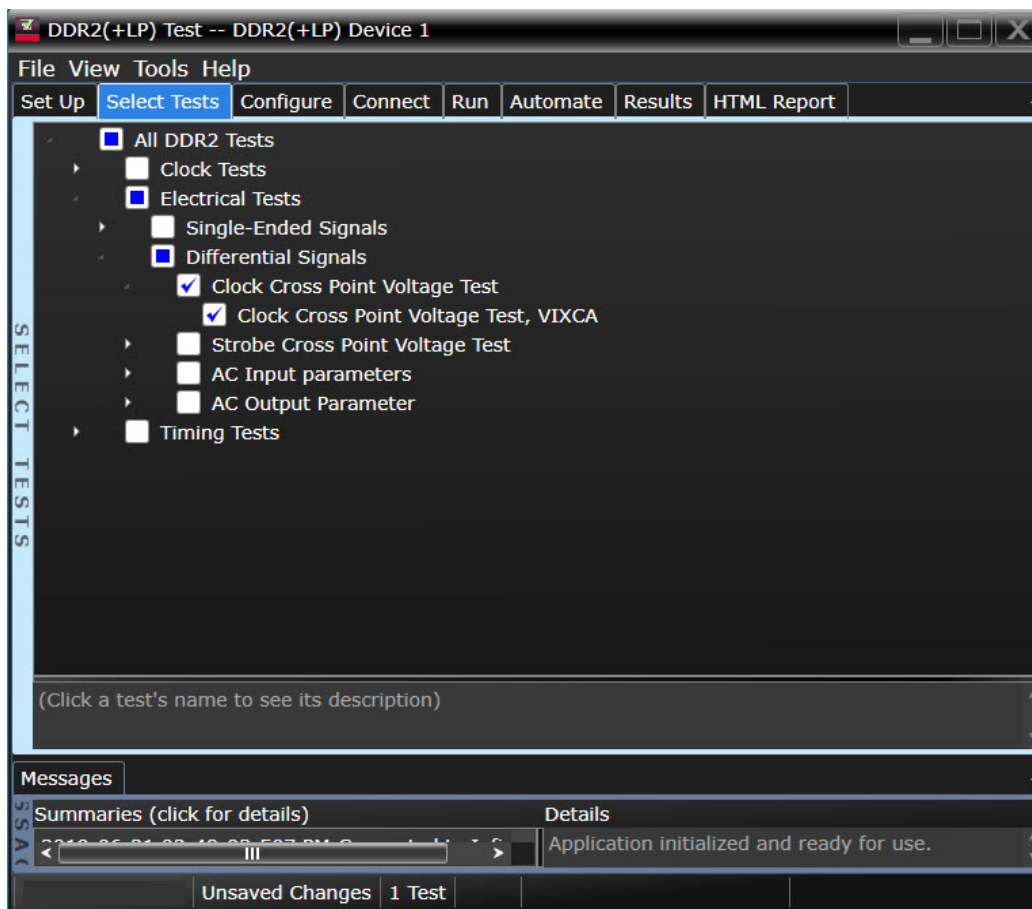 DDR2(+LP) Test -- DDR2(+LP) Device 1
File View Tools Help
Set Up Select Tests Configure Connect Run Automate Results HTML Report
SELECT TESTS
All DDR2 Tests
Clock Tests
Electrical Tests
Single-Ended Signals
Differential Signals
Clock Cross Point Voltage Test
Clock Cross Point Voltage Test, VIXCA
Strobe Cross Point Voltage Test
AC Input parameters
AC Output Parameter
Timing Tests
(Click a test's name to see its description)
Messages
Summaries (click for details) Details
Application initialized and ready for use.
Unsaved Changes 1 Test